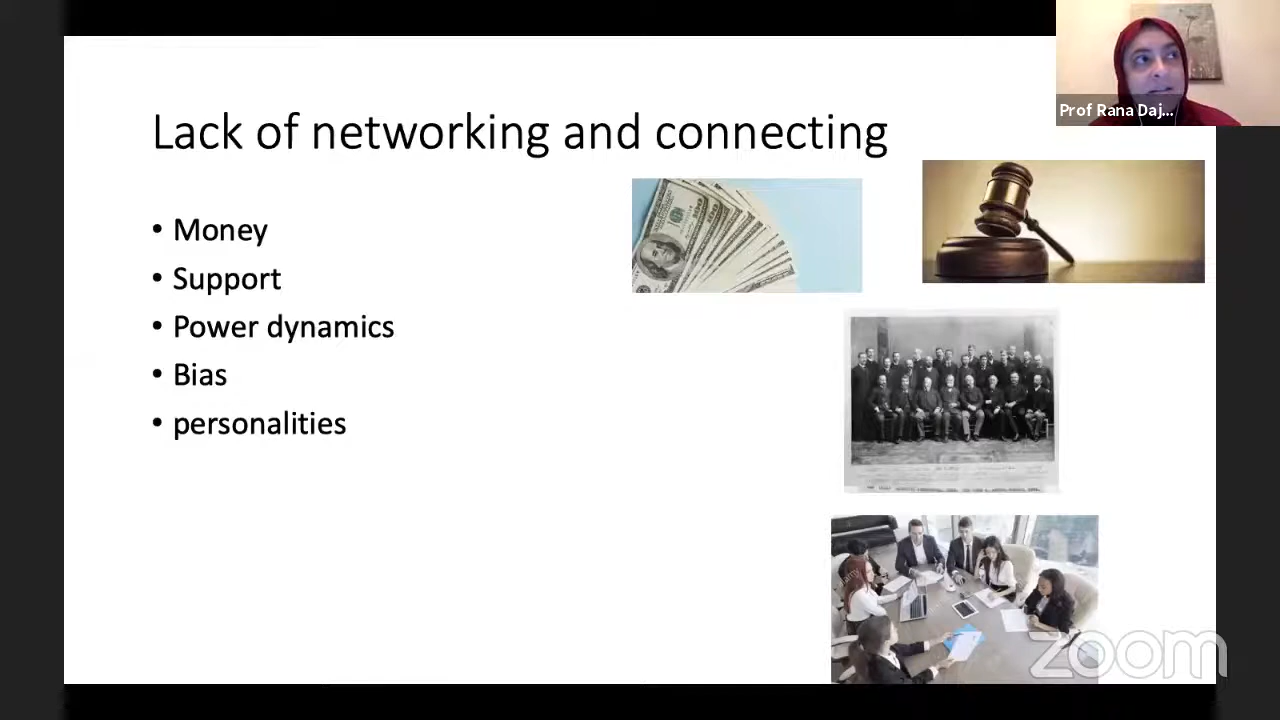 Lack of networking and connecting
Prof Rana Daj...
• Money
• Support
• Power dynamics
• Bias
• personalities
zoom